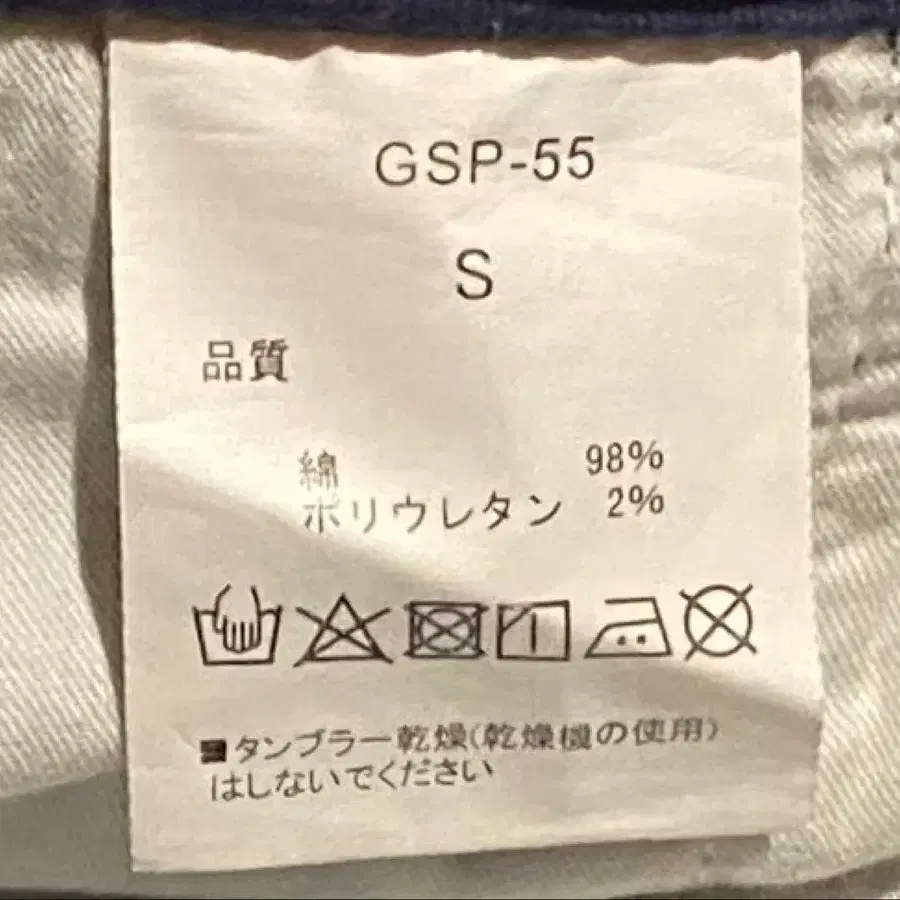 GSP-55
S
品質
綿 98%
ポリウレタン 2%
■タンブラー乾燥(乾燥機の使用)
はしないでください